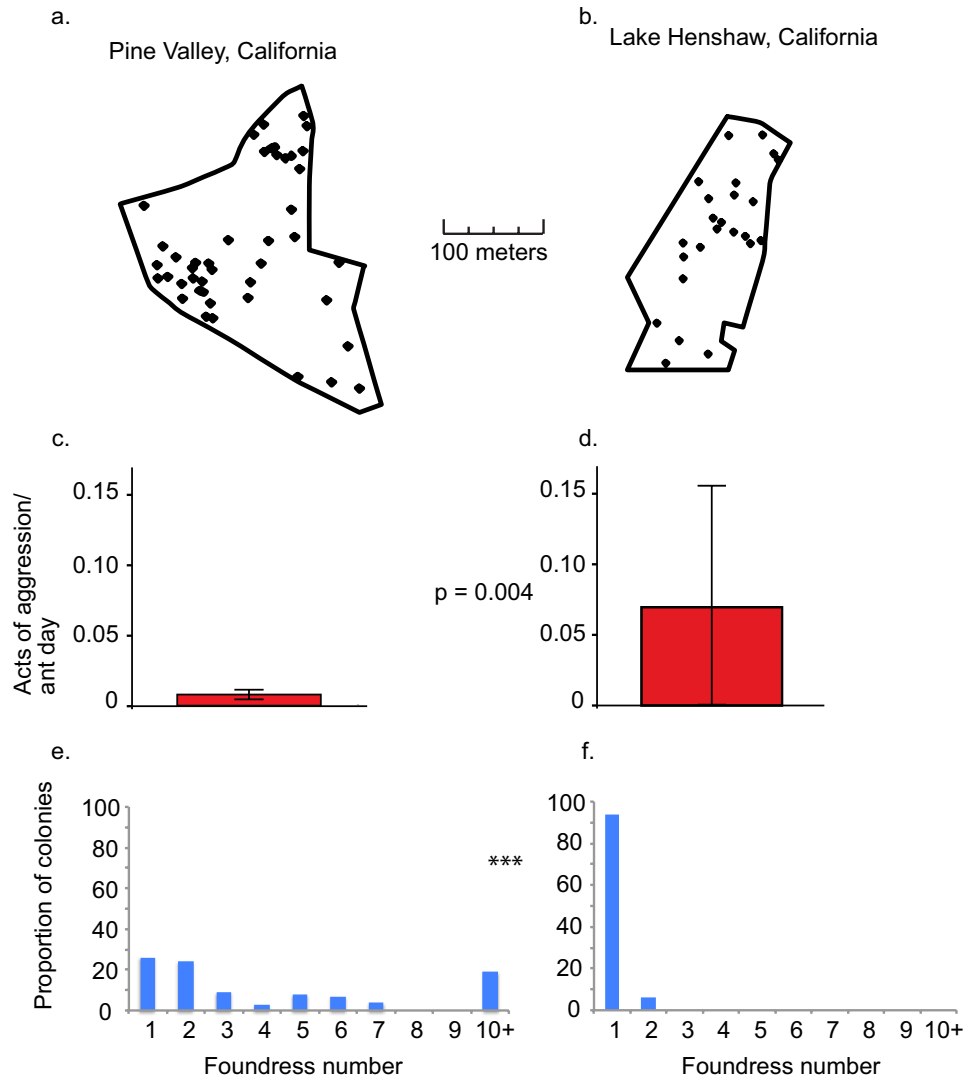 a.
Pine Valley, California
b.
Lake Henshaw, California
100 meters
c.
Acts of aggression/
ant day
0.15
0.10
0.05
0
p = 0.004
d.
0.15
0.10
0.05
0
e.
Proportion of colonies
100
80
60
40
20
0
1 2 3 4 5 6 7 8 9 10+
Foundress number
***
f.
100
80
60
40
20
0
1 2 3 4 5 6 7 8 9 10+
Foundress number